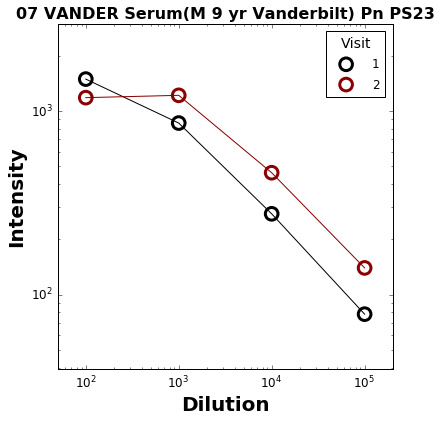 07 VANDER Serum(M 9 yr Vanderbilt) Pn PS23
Visit
1
2
Intensity
10³
10²
10² 10³ 10⁴ 10⁵
Dilution